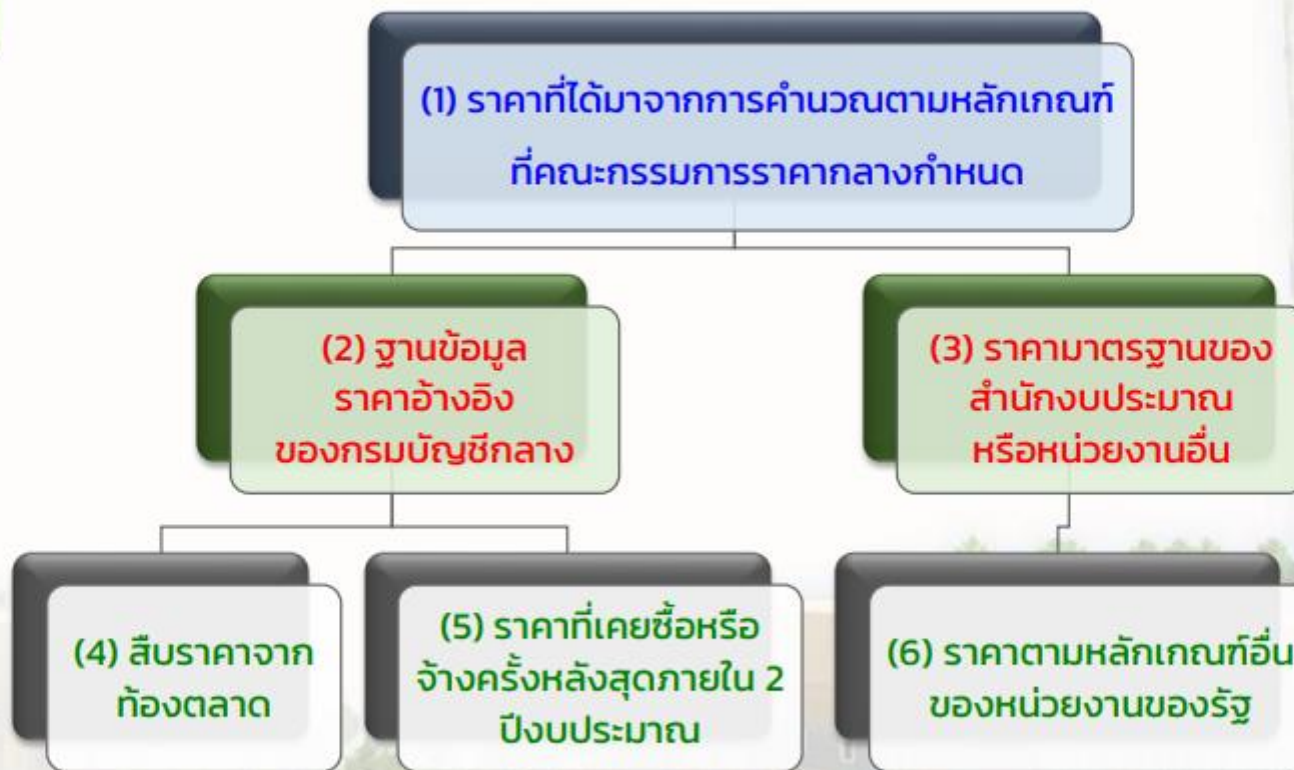 (1) ราคาที่ได้มาจากการคำนวณตามหลักเกณฑ์
ที่คณะกรรมการราคากลางกำหนด
(2) ฐานข้อมูล
ราคาอ้างอิง
ของกรมบัญชีกลาง
(3) ราคามาตรฐานของ
สำนักงบประมาณ
หรือหน่วยงานอื่น
(4) สืบราคาจาก
ท้องตลาด
(5) ราคาที่เคยซื้อหรือ
จ้างครั้งหลังสุดภายใน 2
ปีงบประมาณ
(6) ราคาตามหลักเกณฑ์อื่น
ของหน่วยงานของรัฐ